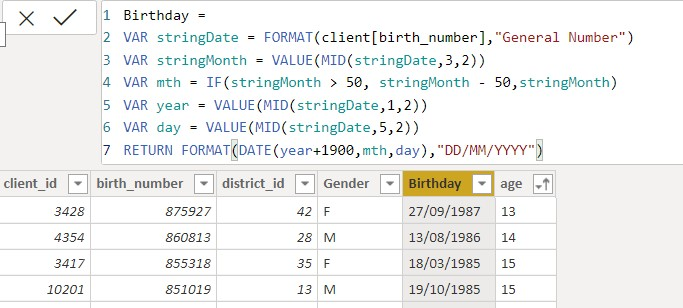 1 Birthday =
2 VAR stringDate = FORMAT(client[birth_number],"General Number")
3 VAR stringMonth = VALUE(MID(stringDate,3,2))
4 VAR mth = IF(stringMonth > 50, stringMonth - 50,stringMonth)
5 VAR year = VALUE(MID(stringDate,1,2))
6 VAR day = VALUE(MID(stringDate,5,2))
7 RETURN FORMAT(DATE(year+1900,mth,day),"DD/MM/YYYY")
client_id birth_number district_id Gender Birthday age
3428 875927 42 F 27/09/1987 13
4354 860813 28 M 13/08/1986 14
3417 855318 35 F 18/03/1985 15
10201 851019 13 M 19/10/1985 15